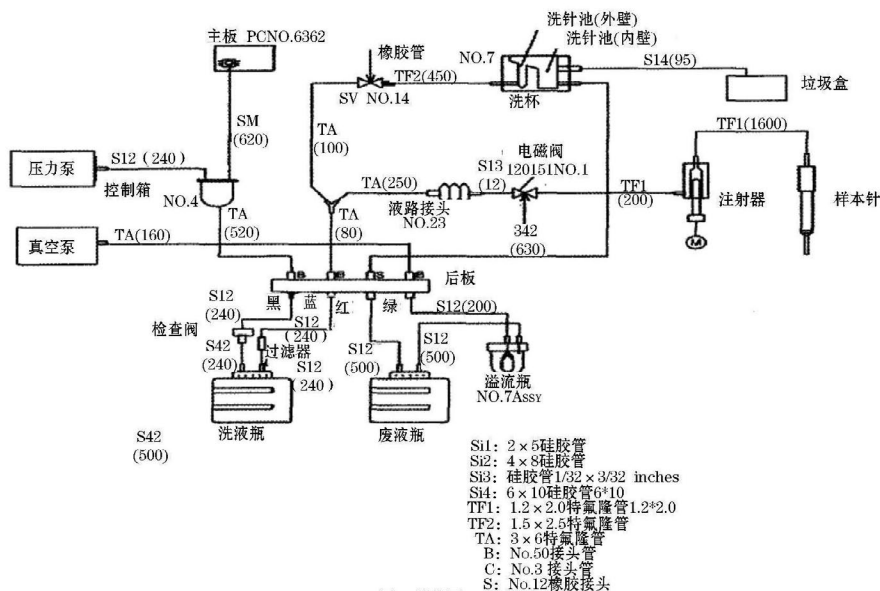 主板 PCNO.6362
橡胶管
NO.7
洗针池(外壁)
洗针池(内壁)
S14(95)
垃圾盒
洗杯
TF2(450)
SV NO.14
SM
(620)
TA
(100)
S12 (240)
压力泵
控制箱
NO.4
TA
(520)
真空泵
TA(160)
TA(250)
液路接头
NO.23
S13
(12)
电磁阀
120151NO.1
342
(630)
TF1
(200)
TF1(1600)
注射器
M
样本针
TA
(80)
B
B
S
后板
黑
蓝
红
绿
S12
(240)
检查阀
S42
(240)
S12
(240)
过滤器
S12
(240)
S12
(500)
S12
(500)
S12(200)
溢流瓶
NO.7ASSY
洗液瓶
废液瓶
S42
(500)
Si1: 2×5硅胶管
Si2: 4×8硅胶管
Si3: 硅胶管1/32×3/32 inches
Si4: 6×10硅胶管6*10
TF1: 1.2×2.0特氟隆管1.2*2.0
TF2: 1.5×2.5特氟隆管
TA: 3×6特氟隆管
B: No.50接头管
C: No.3 接头管
S: No.12橡胶接头